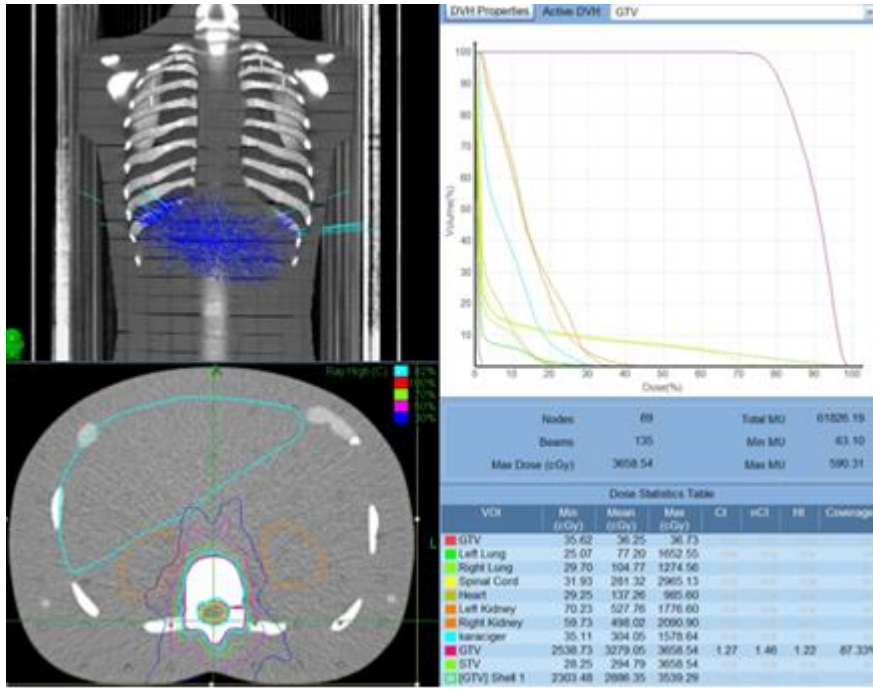 DVH Properties Active DVH GTV
100
90
80
70
60
50
40
30
20
10
Volume(%)
0 10 20 30 40 50 60 70 80 90 100
Dose(%)
Ray High (C) 82%
100%
70%
50%
30%
L
Nodes 69 Total MU 61826.19
Beams 135 Min MU 63.10
Max Dose (cGy) 3658.54 Max MU 590.31
Dose Statistics Table
VOI Min (cGy) Mean (cGy) Max (cGy) CI nCI HI Coverage
GTV 35.62 36.25 36.73
Left Lung 25.07 77.20 1652.55
Right Lung 29.70 104.77 1274.56
Spinal Cord 31.93 281.32 2965.13
Heart 29.25 137.26 985.60
Left Kidney 70.23 527.76 1776.60
Right Kidney 59.73 498.02 2090.90
karaciger 35.11 304.05 1578.64
GTV 2538.73 3279.05 3658.54 1.27 1.46 1.22 87.33%
STV 28.25 294.79 3658.54
[GTV] Shell 1 2303.48 2886.35 3539.29